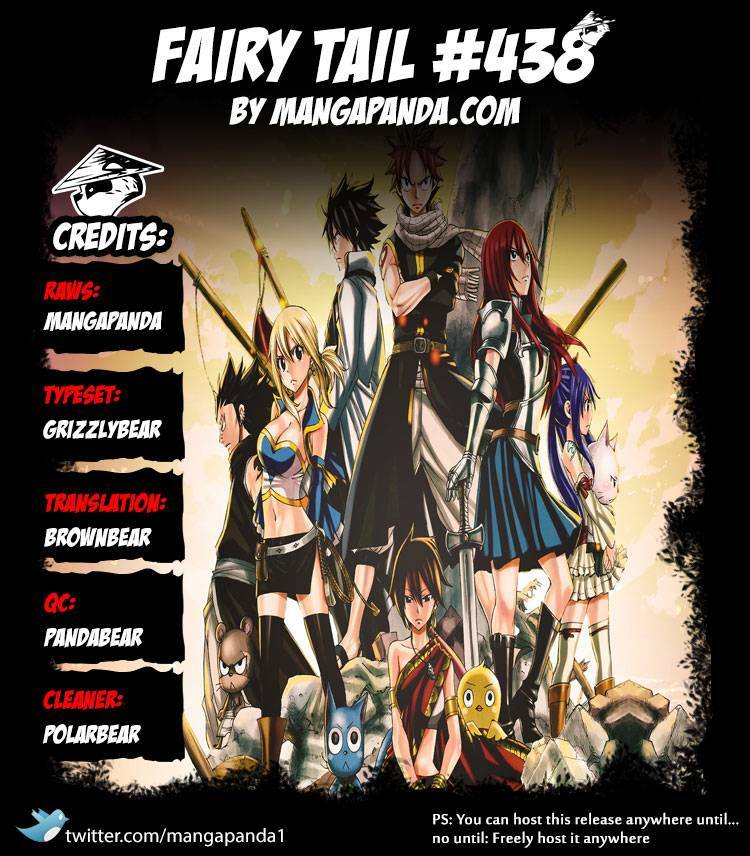 FAIRY TAIL #438
BY MANGAPANDA.COM
CREDITS:
RAWS:
MANGAPANDA
TYPESET:
GRIZZLYBEAR
TRANSLATION:
BROWNBEAR
QC:
PANDABEAR
CLEANER:
POLARBEAR
twitter.com/mangapanda1
PS: You can host this release anywhere until...
no until: Freely host it anywhere